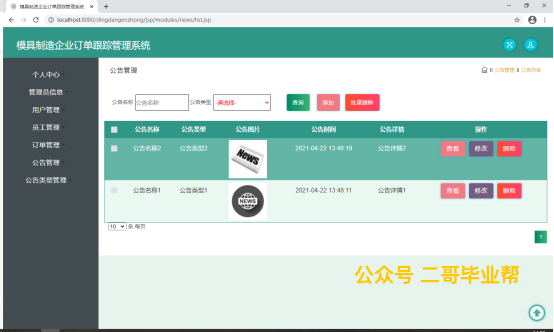 模具制造企业订单跟踪管理系统
localhost:8080/dingdangenzhong/jsp/modules/news/list.jsp
模具制造企业订单跟踪管理系统
个人中心
管理员信息
用户管理
员工管理
订单管理
公告管理
公告类型管理
公告管理
公告管理 公告列表
公告名称 公告名称 公告类型 -请选择- 查询 添加 批量删除
公告名称 公告类型 公告图片 公告时间 公告详情 操作
公告名称2 公告类型2 News 2021-04-22 13:48:19 公告详情2 查看 修改 删除
公告名称1 公告类型1 NEWS 2021-04-22 13:48:11 公告详情1 查看 修改 删除
10 条 每页
1
公众号 二哥毕业帮